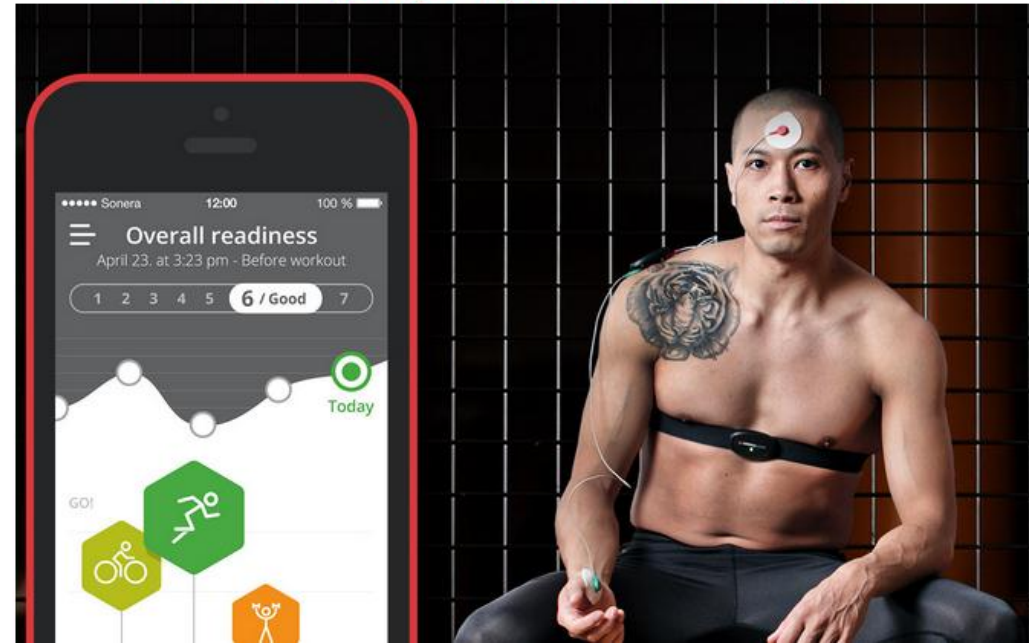 Sonera 12:00 100 %
Overall readiness
April 23. at 3:23 pm - Before workout
1 2 3 4 5 6 / Good 7
Today
GO!